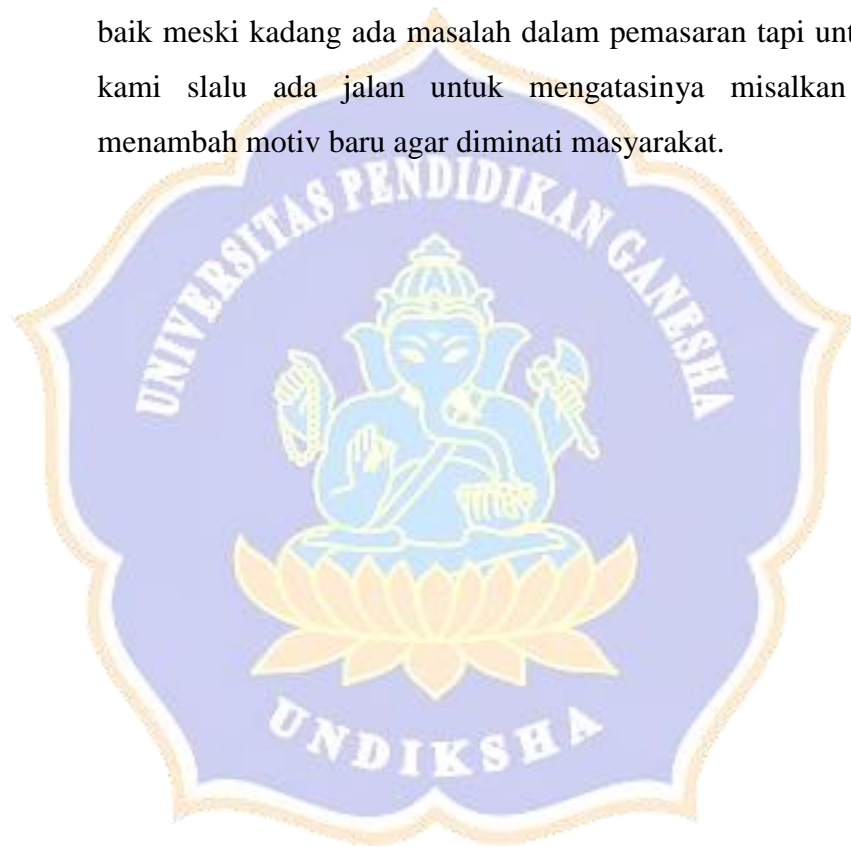 baik meski kadang ada masalah dalam pemasaran tapi
kami slalu ada jalan untuk mengatasinya misalkan
menambah motiv baru agar diminati masyarakat.
UNIVERSITAS PENDIDIKAN GANESHA
UNDIKSHA